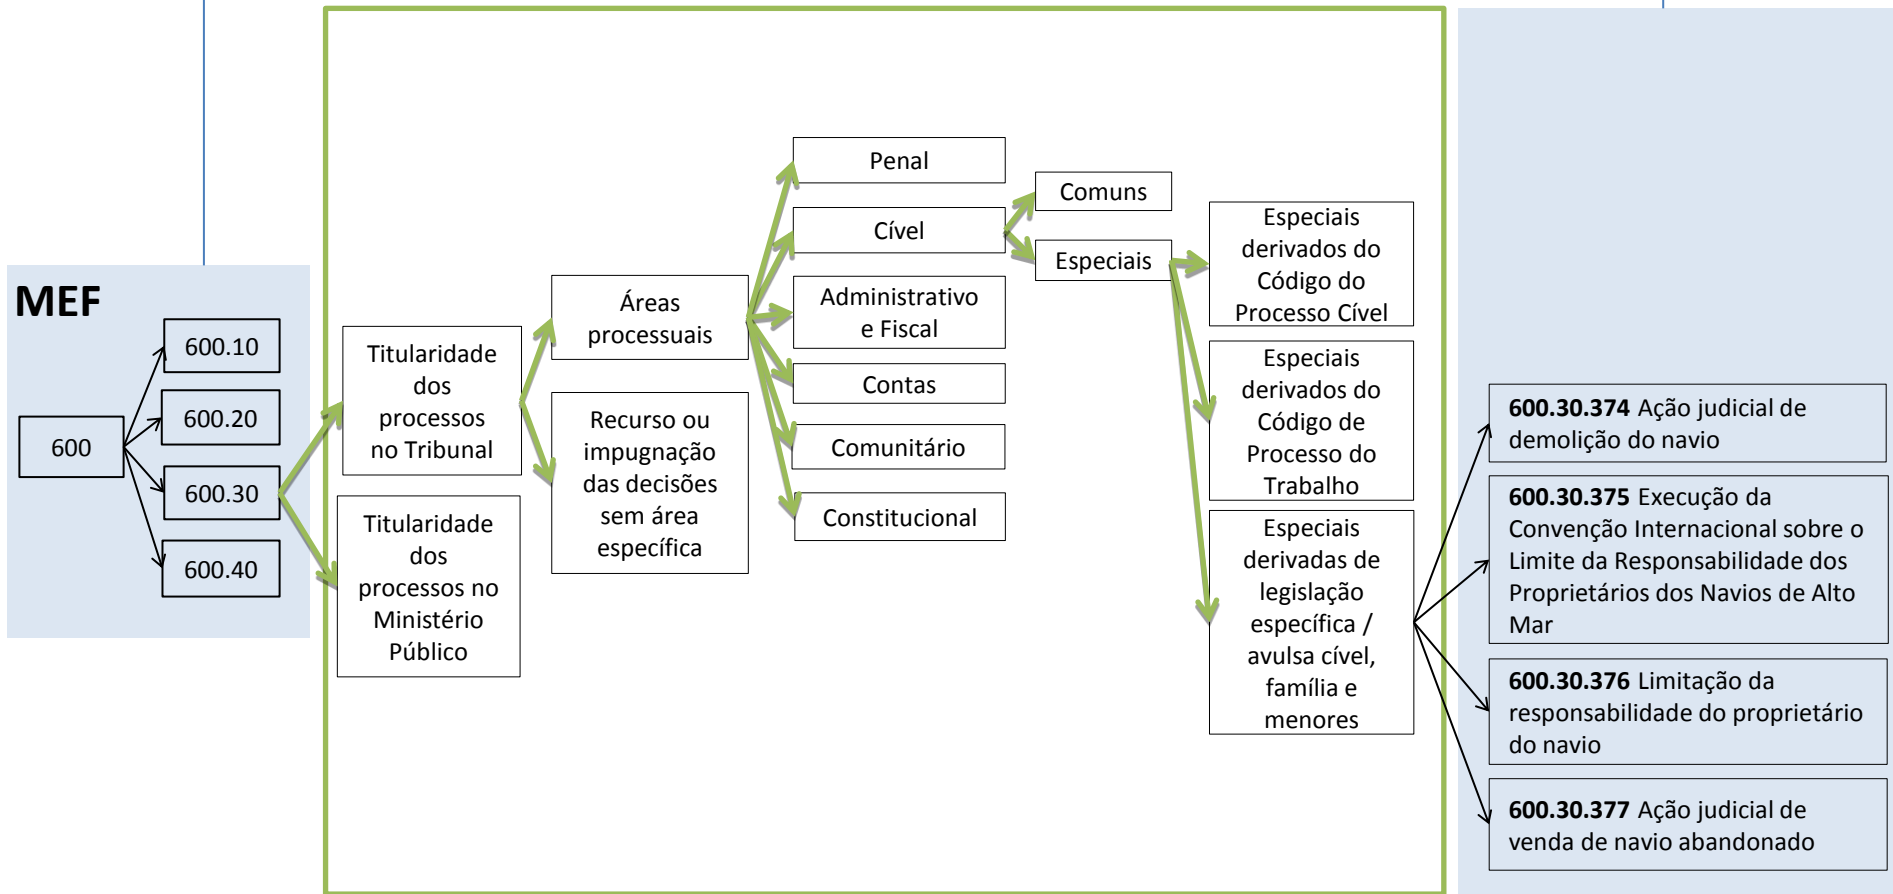 MEF
600
600.10
600.20
600.30
600.40
Titularidade
dos
processos
no Tribunal
Titularidade
dos
processos no
Ministério
Público
Áreas
processuais
Recurso ou
impugnação
das decisões
sem área
específica
Penal
Cível
Administrativo
e Fiscal
Contas
Comunitário
Constitucional
Comuns
Especiais
Especiais
derivados do
Código do
Processo Cível
Especiais
derivados do
Código de
Processo do
Trabalho
Especiais
derivadas de
legislação
específica /
avulsa cível,
família e
menores
600.30.374 Ação judicial de
demolição do navio
600.30.375 Execução da
Convenção Internacional sobre o
Limite da Responsabilidade dos
Proprietários dos Navios de Alto
Mar
600.30.376 Limitação da
responsabilidade do proprietário
do navio
600.30.377 Ação judicial de
venda de navio abandonado